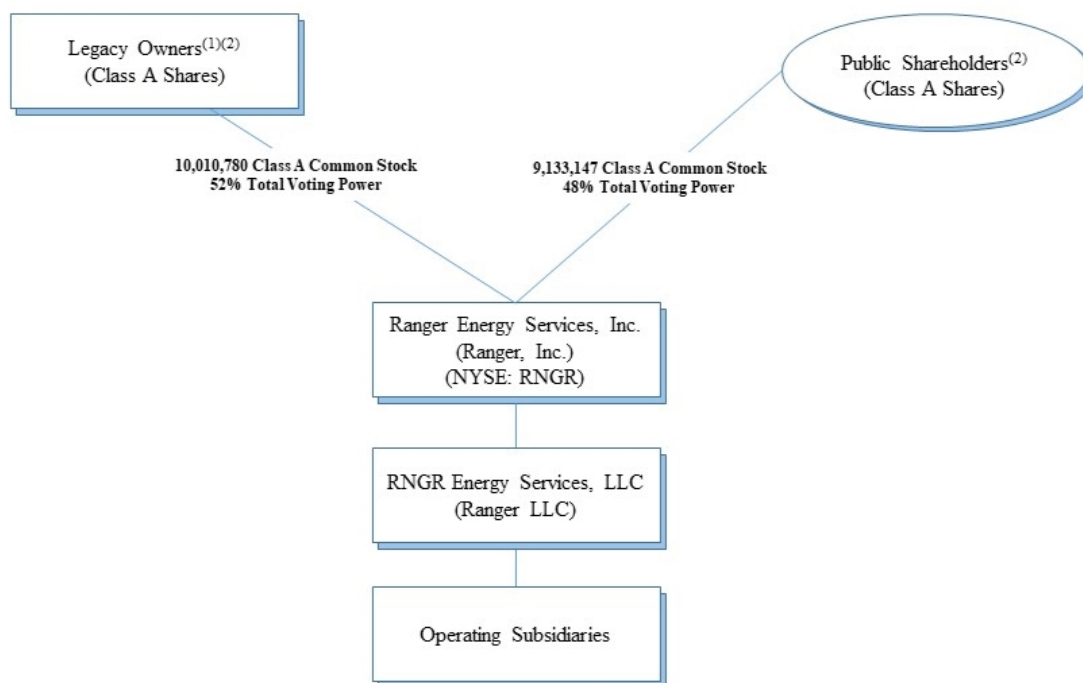 Legacy Owners(1)(2)
(Class A Shares)
Public Shareholders(2)
(Class A Shares)
10,010,780 Class A Common Stock
52% Total Voting Power
9,133,147 Class A Common Stock
48% Total Voting Power
Ranger Energy Services, Inc.
(Ranger, Inc.)
(NYSE: RNGR)
RNGR Energy Services, LLC
(Ranger LLC)
Operating Subsidiaries